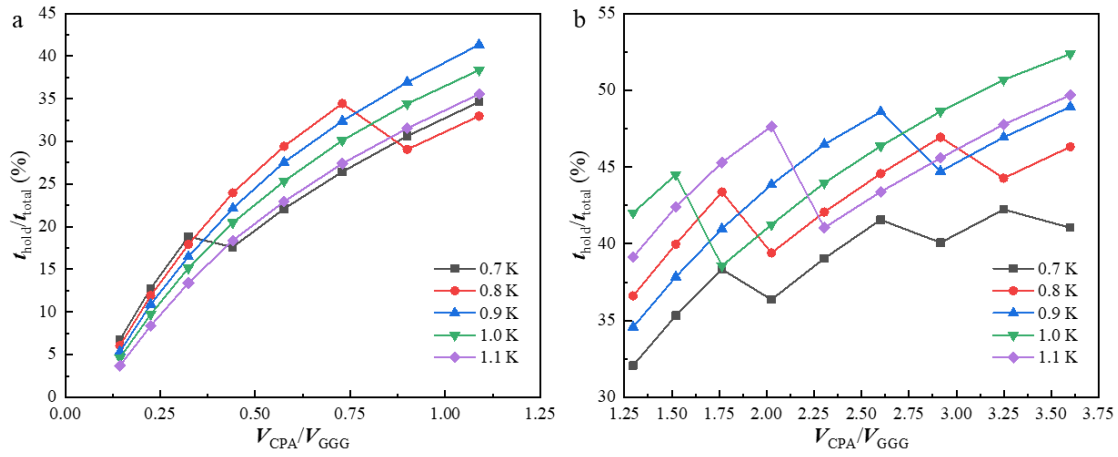 a
45
40
35
30
25
20
15
10
5
0
0.00 0.25 0.50 0.75 1.00 1.25
t_hold/t_total (%)
V_CPA/V_GGG
0.7 K
0.8 K
0.9 K
1.0 K
1.1 K
b
55
50
45
40
35
30
1.25 1.50 1.75 2.00 2.25 2.50 2.75 3.00 3.25 3.50 3.75
t_hold/t_total (%)
V_CPA/V_GGG
0.7 K
0.8 K
0.9 K
1.0 K
1.1 K